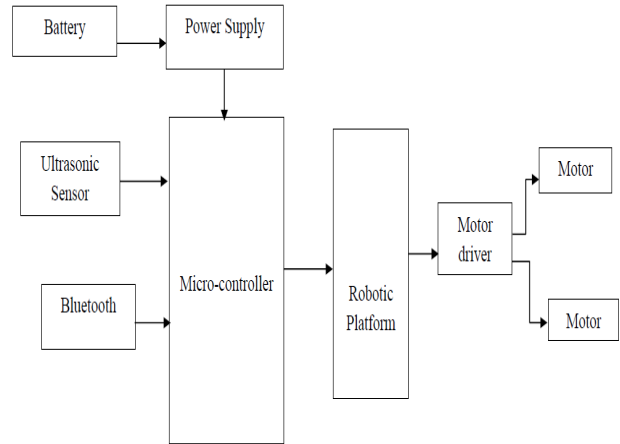 Battery
Power Supply
Ultrasonic
Sensor
Bluetooth
Micro-controller
Robotic
Platform
Motor
driver
Motor
Motor